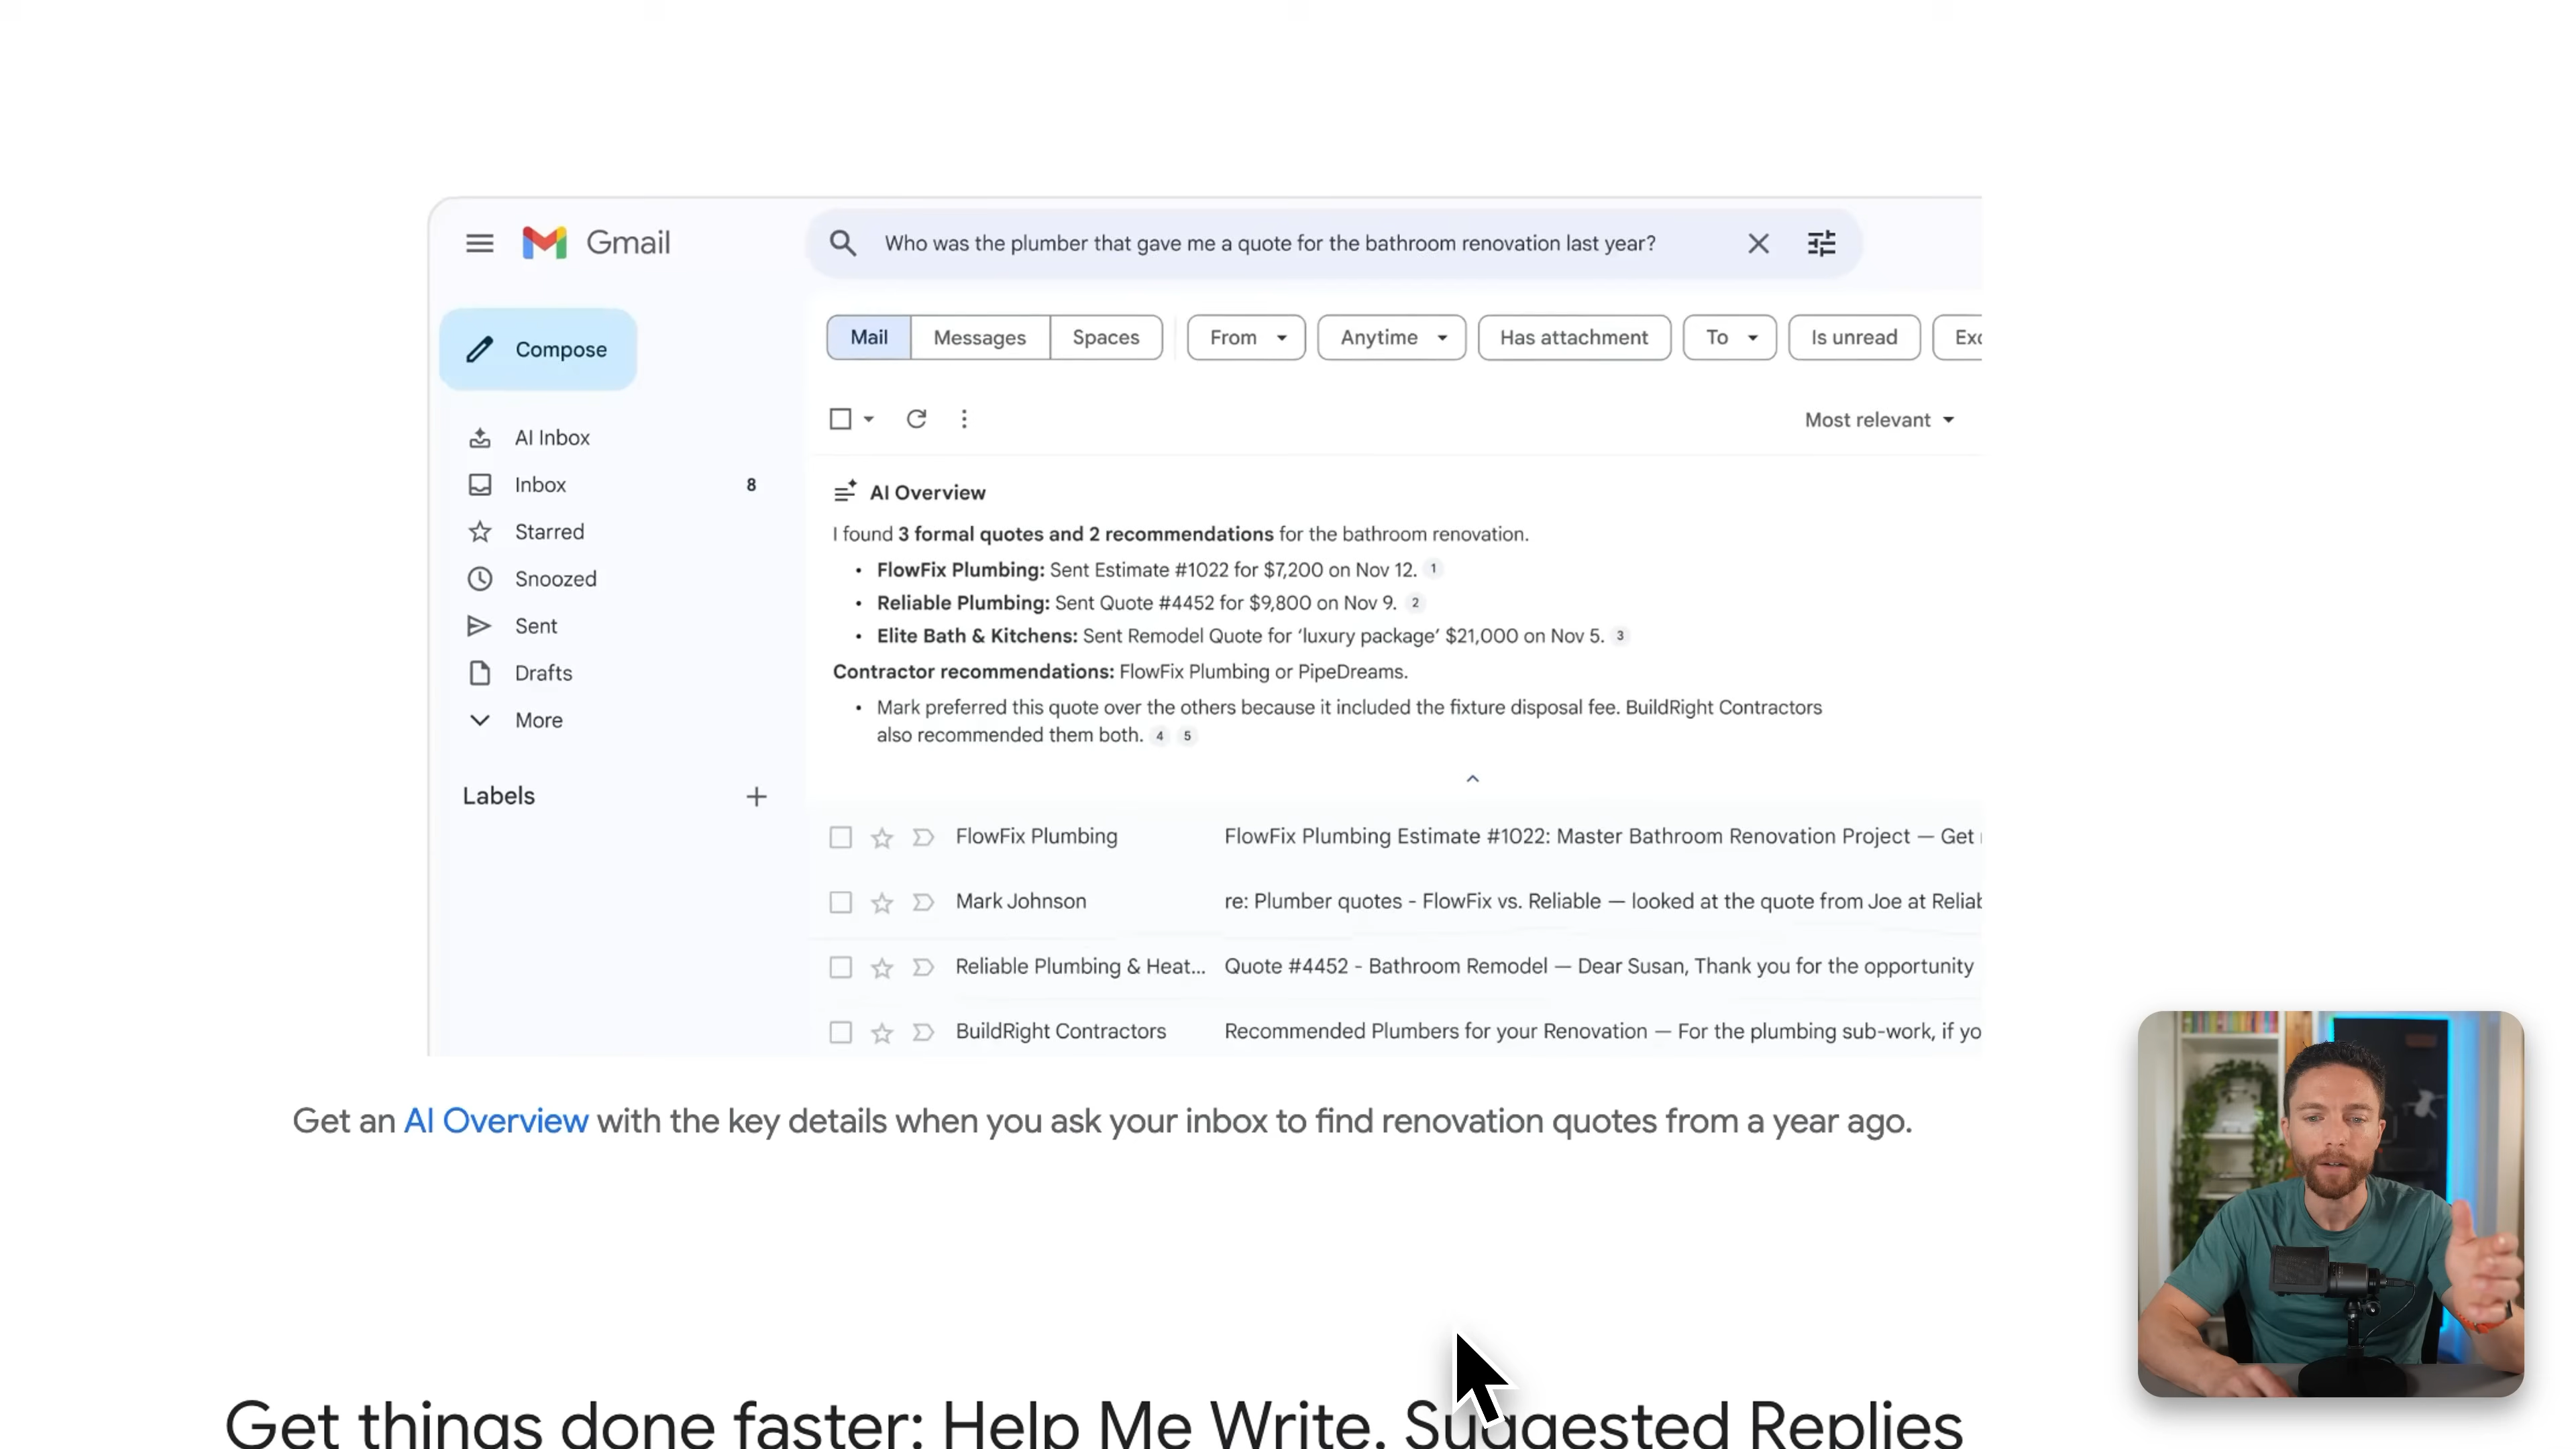 Gmail
Who was the plumber that gave me a quote for the bathroom renovation last year?
Compose
Mail
Messages
Spaces
From
Anytime
Has attachment
To
Is unread
Exc
Most relevant
AI Inbox
Inbox 8
Starred
Snoozed
Sent
Drafts
More
Labels
AI Overview
I found 3 formal quotes and 2 recommendations for the bathroom renovation.
• FlowFix Plumbing: Sent Estimate #1022 for $7,200 on Nov 12. 1
• Reliable Plumbing: Sent Quote #4452 for $9,800 on Nov 9. 2
• Elite Bath & Kitchens: Sent Remodel Quote for ‘luxury package’ $21,000 on Nov 5. 3
Contractor recommendations: FlowFix Plumbing or PipeDreams.
• Mark preferred this quote over the others because it included the fixture disposal fee. BuildRight Contractors
also recommended them both. 4 5
FlowFix Plumbing FlowFix Plumbing Estimate #1022: Master Bathroom Renovation Project — Get
Mark Johnson re: Plumber quotes - FlowFix vs. Reliable — looked at the quote from Joe at Reliab
Reliable Plumbing & Heat... Quote #4452 - Bathroom Remodel — Dear Susan, Thank you for the opportunity
BuildRight Contractors Recommended Plumbers for your Renovation — For the plumbing sub-work, if yo
Get an AI Overview with the key details when you ask your inbox to find renovation quotes from a year ago.
Get things done faster: Help Me Write, Suggested Replies